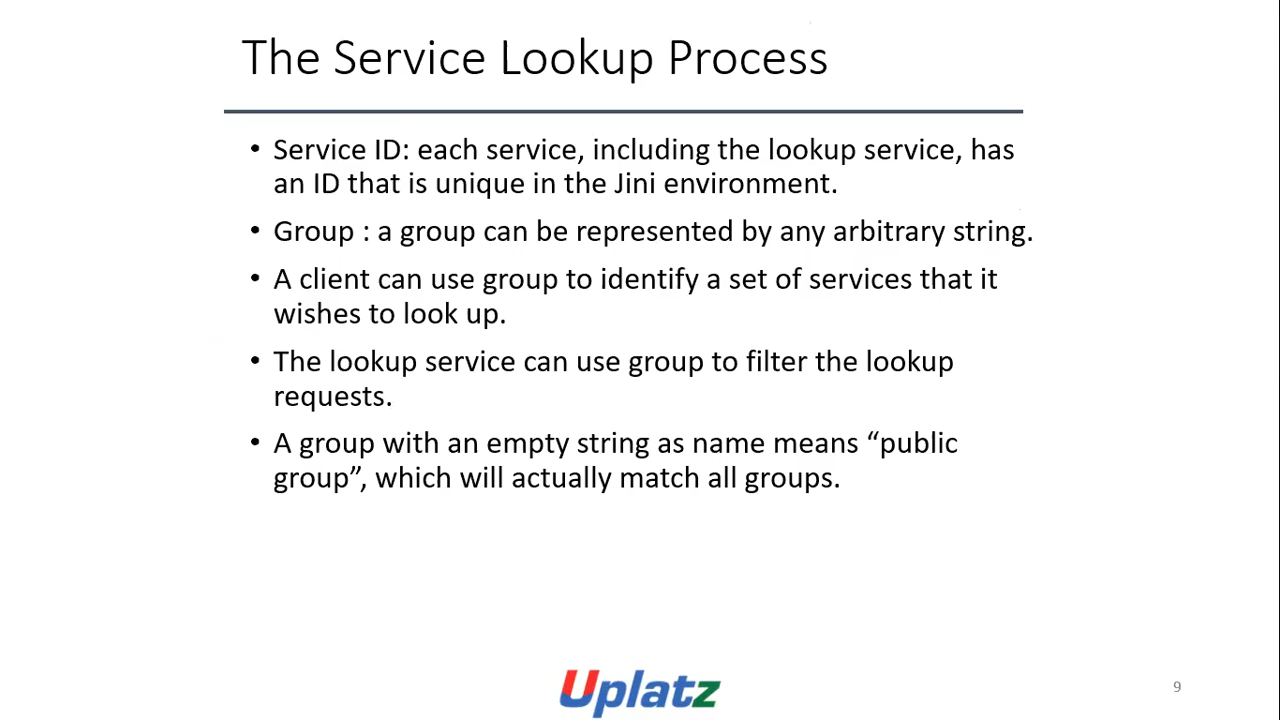 The Service Lookup Process
• Service ID: each service, including the lookup service, has
an ID that is unique in the Jini environment.
• Group : a group can be represented by any arbitrary string.
• A client can use group to identify a set of services that it
wishes to look up.
• The lookup service can use group to filter the lookup
requests.
• A group with an empty string as name means “public
group”, which will actually match all groups.
Uplatz
9